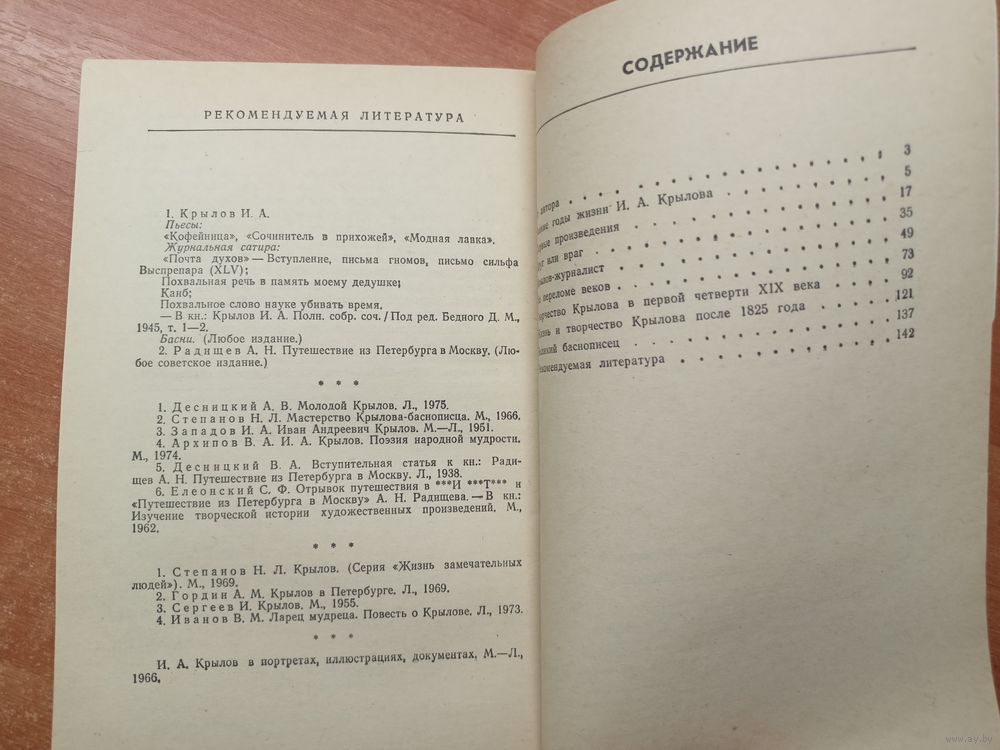 РЕКОМЕНДУЕМАЯ ЛИТЕРАТУРА
1. Крылов И. А.
Пьесы:
«Кофейница», «Сочинитель в прихожей», «Модная лавка».
Журнальная сатира:
«Почта духов» — Вступление, письма гномов, письмо сильфа
Выспрепара (XLV);
Похвальная речь в память моему дедушке;
Каиб;
Похвальное слово науке убивать время,
— В кн.: Крылов И. А. Полн. собр. соч. / Под ред. Бедного Д. М.,
1945, т. 1—2.
Басни. (Любое издание.)
2. Радищев А. Н. Путешествие из Петербурга в Москву. (Лю-
бое советское издание.)
* * *
1. Десницкий А. В. Молодой Крылов. Л., 1975.
2. Степанов Н. Л. Мастерство Крылова-баснописца. М., 1966.
3. Западов И. А. Иван Андреевич Крылов. М.—Л., 1951.
4. Архипов В. А. И. А. Крылов. Поэзия народной мудрости.
М., 1974.
5. Десницкий В. А. Вступительная статья к кн.: Ради-
щев А. Н. Путешествие из Петербурга в Москву. Л., 1938.
6. Елеонский С. Ф. Отрывок путешествия в ***И ***Т*** и
«Путешествие из Петербурга в Москву» А. Н. Радищева. — В кн.:
Изучение творческой истории художественных произведений. М.,
1962.
* * *
1. Степанов Н. Л. Крылов. (Серия «Жизнь замечательных
людей»). М., 1969.
2. Гордин А. М. Крылов в Петербурге. Л., 1969.
3. Сергеев И. Крылов. М., 1955.
4. Иванов В. М. Ларец мудреца. Повесть о Крылове. Л., 1973.
* * *
И. А. Крылов в портретах, иллюстрациях, документах. М.—Л.,
1966.
СОДЕРЖАНИЕ
автора . . . 3
годы жизни И. А. Крылова . . . 5
произведения . . . 17
или враг . . . 35
журналист . . . 49
переломе веков . . . 73
Крылова в первой четверти XIX века . . . 92
и творчество Крылова после 1825 года . . . 121
баснописец . . . 137
литература . . . 142
www.ay.by